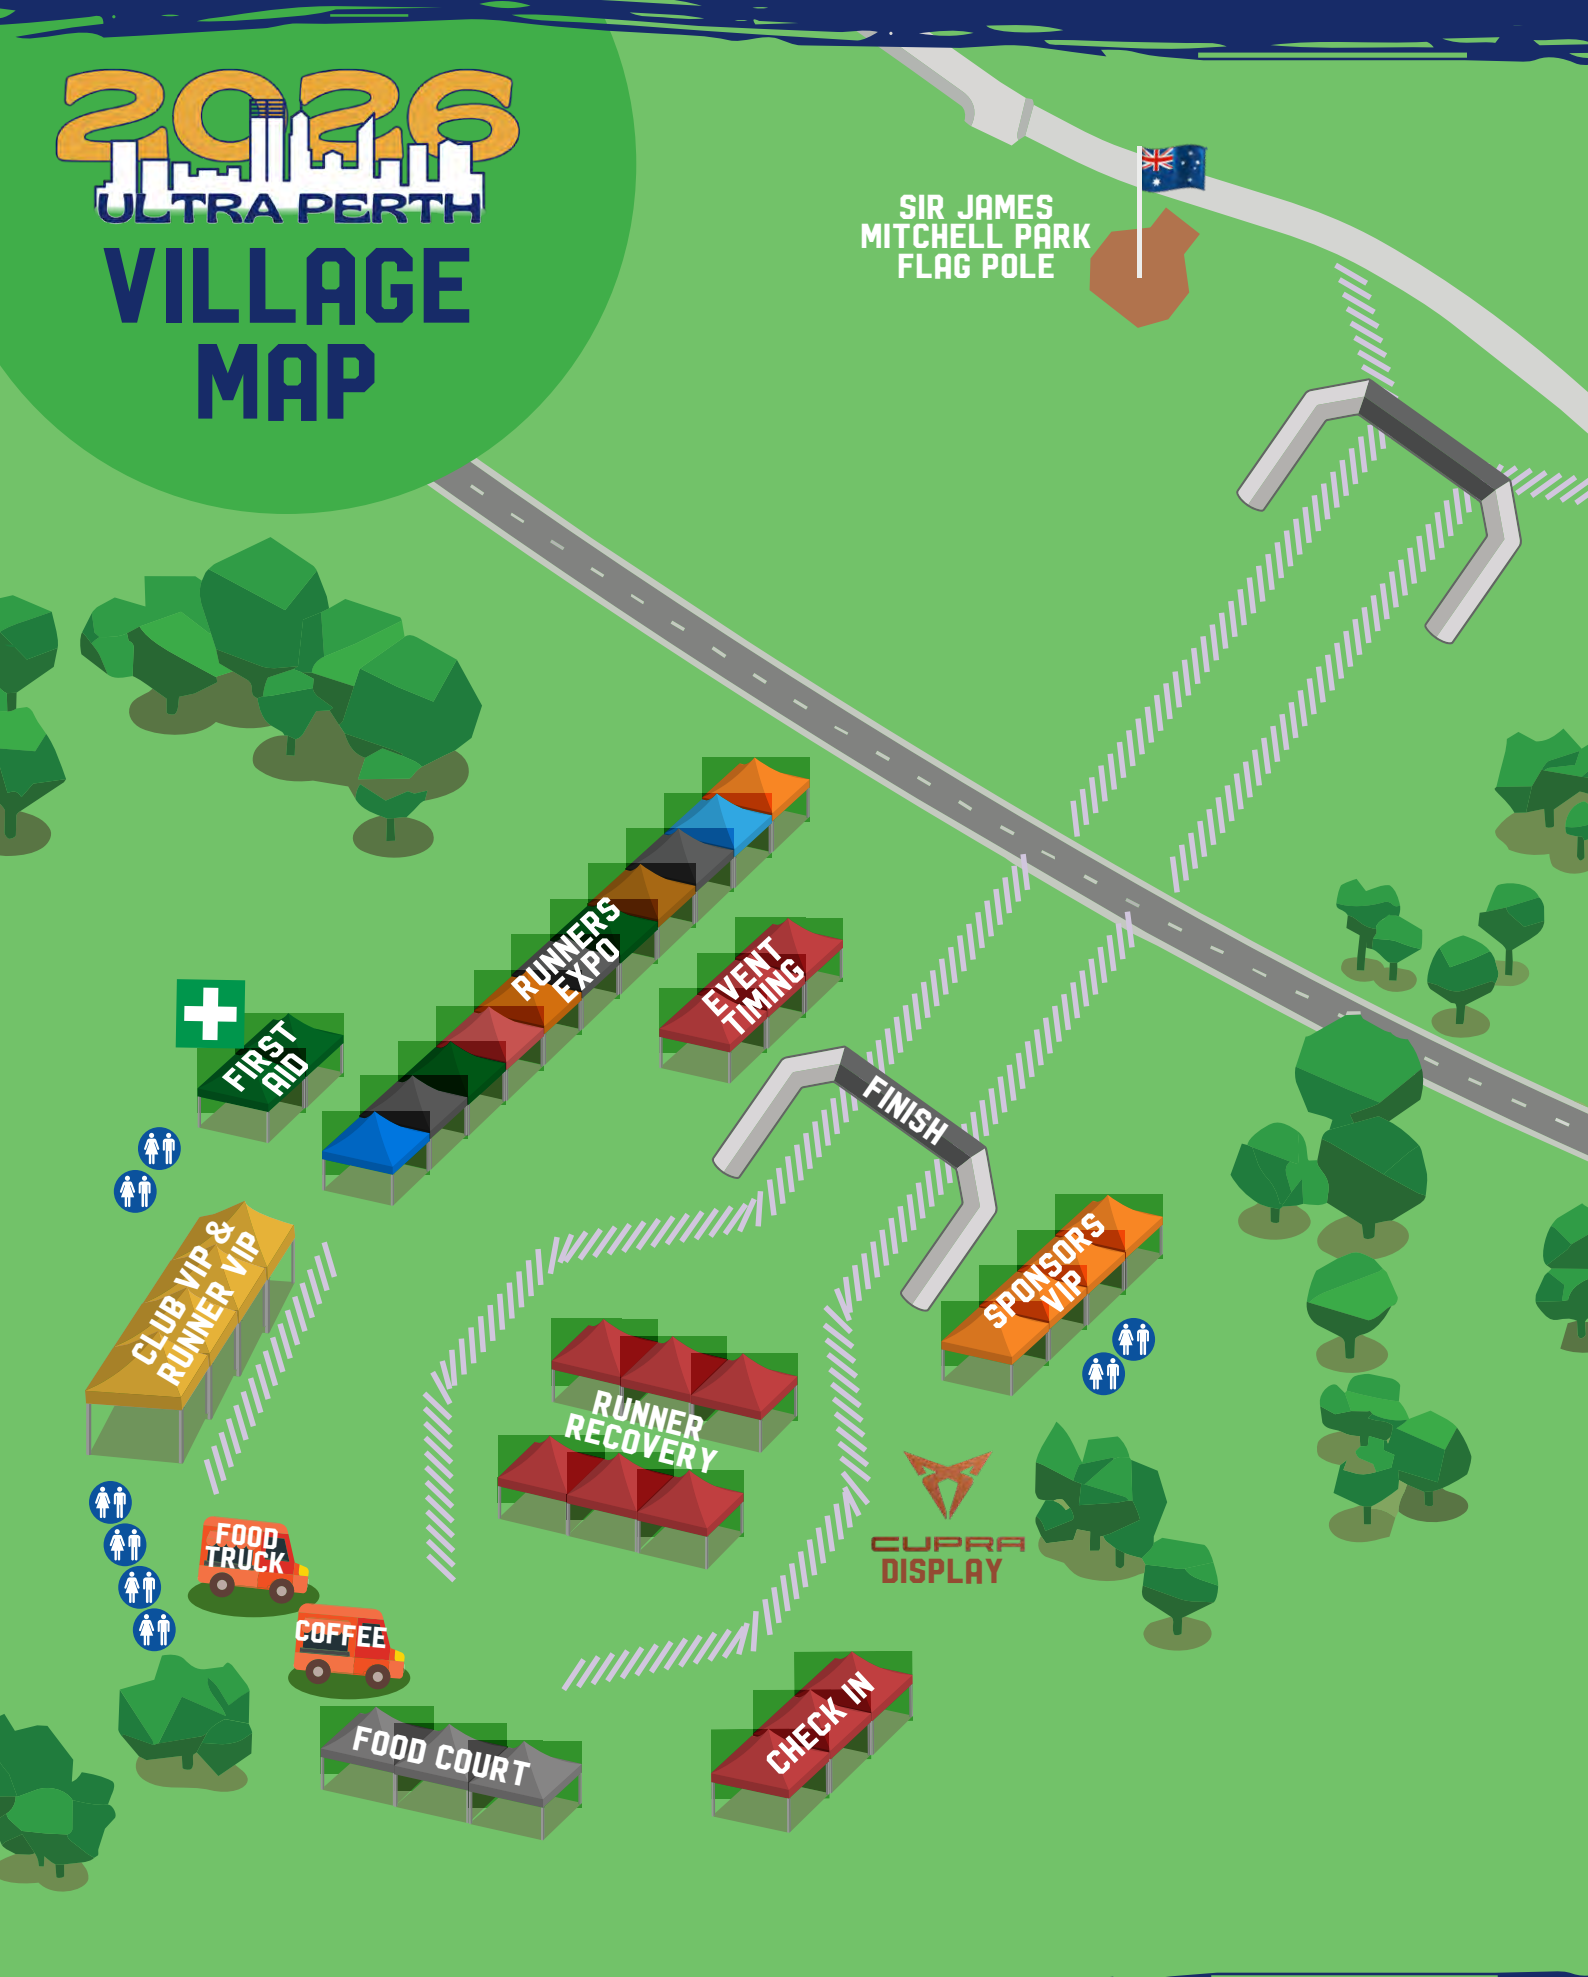 2026
ULTRA PERTH
VILLAGE
MAP
SIR JAMES
MITCHELL PARK
FLAG POLE
RUNNERS
EXPO
EVENT
TIMING
FIRST
AID
FINISH
CLUB VIP &
RUNNER VIP
SPONSORS
VIP
RUNNER
RECOVERY
CUPRA
DISPLAY
FOOD
TRUCK
COFFEE
FOOD COURT
CHECK IN